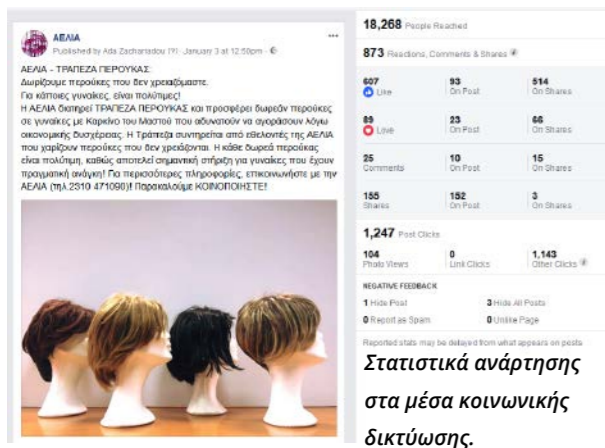 ΑΕΛΙΑ
Published by Ada Zachariadou [?] · January 3 at 12:50pm ·
ΑΕΛΙΑ - ΤΡΑΠΕΖΑ ΠΕΡΟΥΚΑΣ
Δωρίζουμε περούκες που δεν χρειαζόμαστε.
Για κάποιες γυναίκες, είναι πολύτιμες!
Η ΑΕΛΙΑ διατηρεί ΤΡΑΠΕΖΑ ΠΕΡΟΥΚΑΣ και προσφέρει δωρεάν περούκες
σε γυναίκες με Καρκίνο του Μαστού που αδυνατούν να αγοράσουν λόγω
οικονομικής δυσχέρειας. Η Τράπεζα συντηρείται από εθελοντές της ΑΕΛΙΑ
που χαρίζουν περούκες που δεν χρειάζονται. Η κάθε δωρεά περούκας
είναι πολύτιμη, καθώς αποτελεί σημαντική στήριξη για γυναίκες που έχουν
πραγματική ανάγκη! Για περισσότερες πληροφορίες, επικοινωνήστε με την
ΑΕΛΙΑ (τηλ.2310 471090)! Παρακαλούμε ΚΟΙΝΟΠΟΙΗΣΤΕ!
18,268 People Reached
873 Reactions, Comments & Shares
607 Like 93 On Post 514 On Shares
89 Love 23 On Post 66 On Shares
25 Comments 10 On Post 15 On Shares
155 Shares 152 On Post 3 On Shares
1,247 Post Clicks
104 Photo Views 0 Link Clicks 1,143 Other Clicks
NEGATIVE FEEDBACK
1 Hide Post 3 Hide All Posts
0 Report as Spam 0 Unlike Page
Reported stats may be delayed from what appears on posts
Στατιστικά ανάρτησης
στα μέσα κοινωνικής
δικτύωσης.